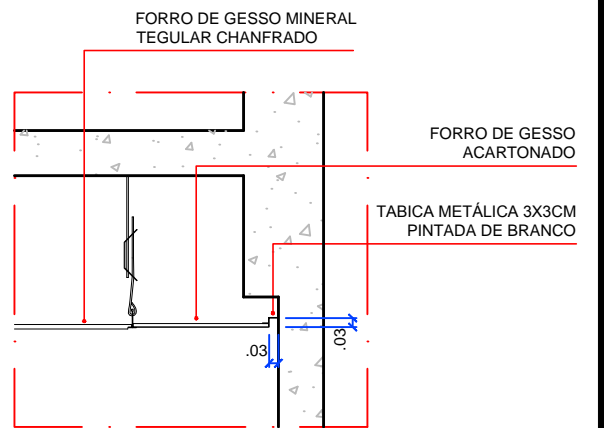 FORRO DE GESSO MINERAL
TEGULAR CHANFRADO
FORRO DE GESSO
ACARTONADO
TABICA METÁLICA 3X3CM
PINTADA DE BRANCO
.03
.03